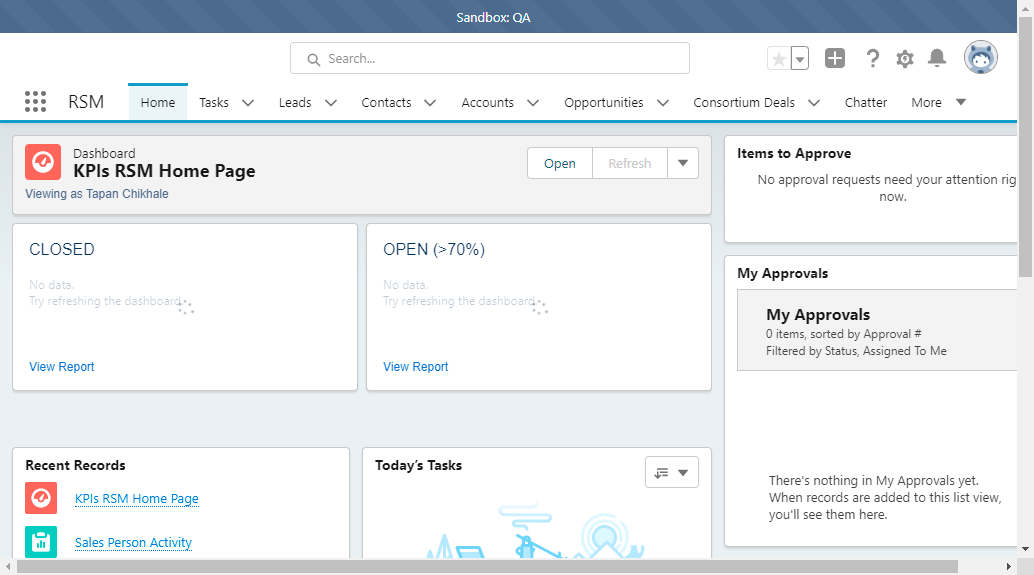 Sandbox: QA
Search...
RSM
Home
Tasks
Leads
Contacts
Accounts
Opportunities
Consortium Deals
Chatter
More
Dashboard
KPIs RSM Home Page
Viewing as Tapan Chikhale
Open
Refresh
CLOSED
No data.
Try refreshing the dashboard.
View Report
OPEN (>70%)
No data.
Try refreshing the dashboard.
View Report
Recent Records
KPIs RSM Home Page
Sales Person Activity
Today's Tasks
Items to Approve
No approval requests need your attention rig
now.
My Approvals
My Approvals
0 items, sorted by Approval #
Filtered by Status, Assigned To Me
There's nothing in My Approvals yet.
When records are added to this list view,
you'll see them here.